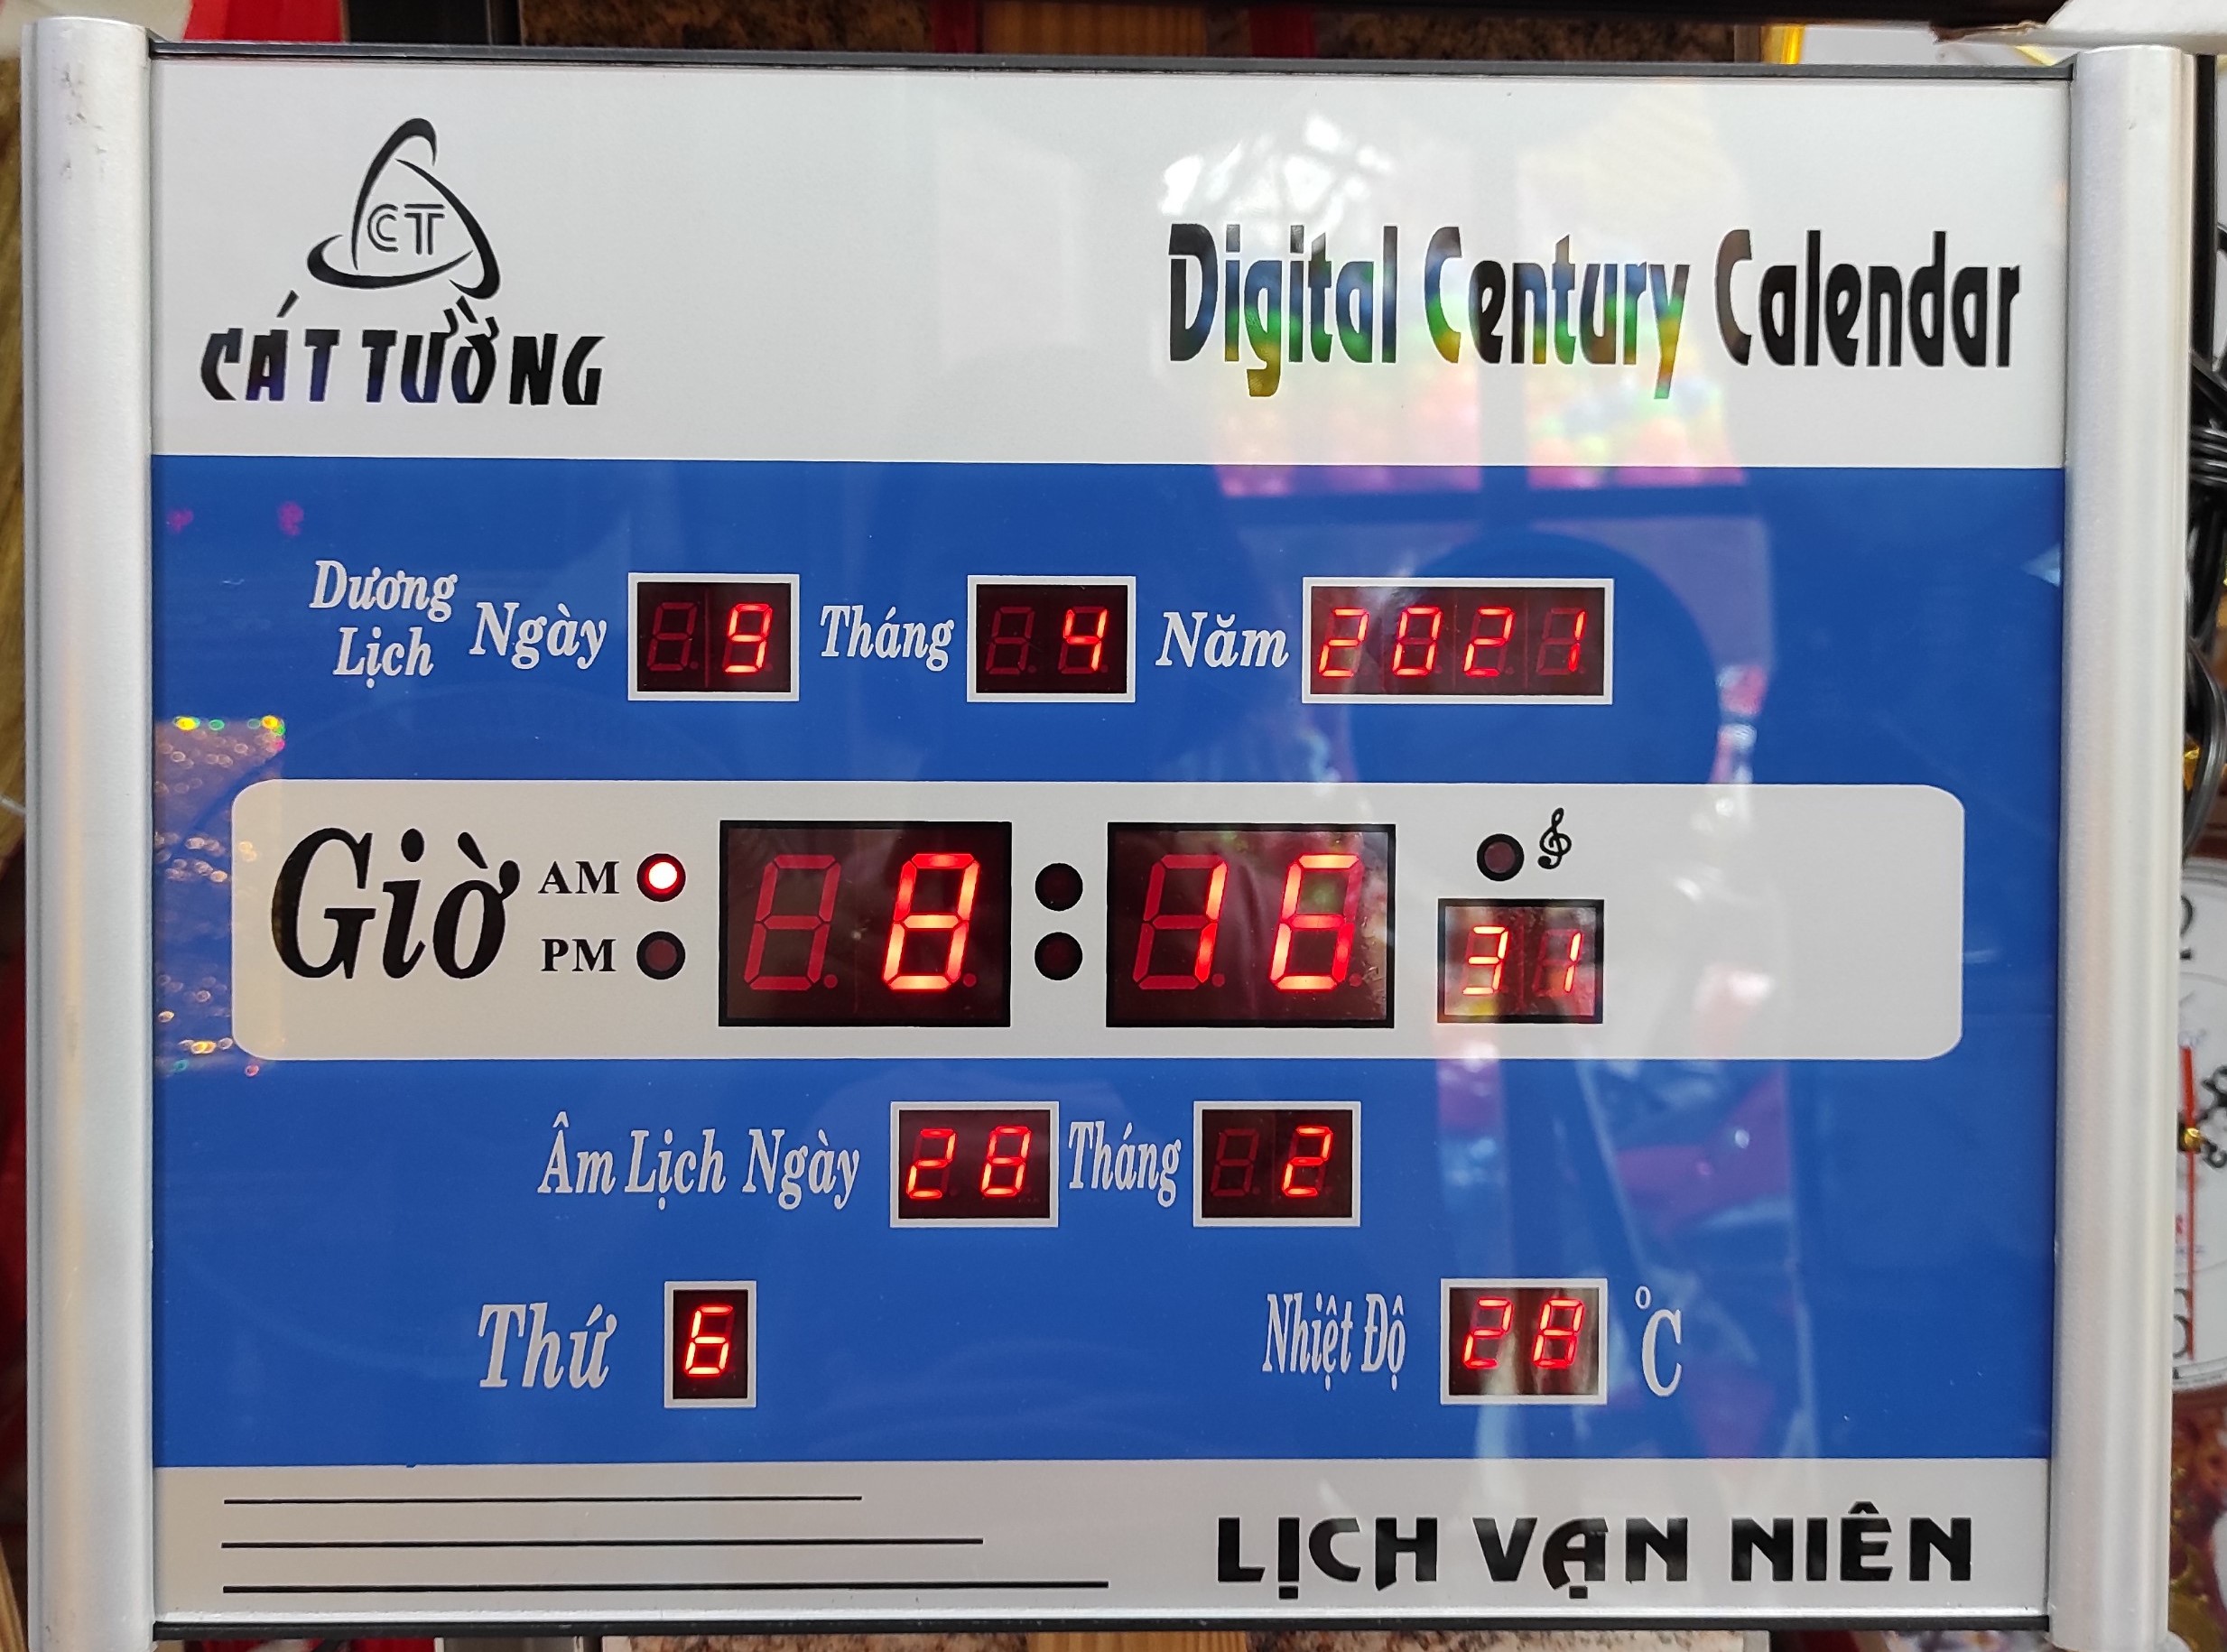 CT
CÁT TƯỜNG
Digital Century Calendar
Dương Lịch Ngày 9 Tháng 4 Năm 2021
Giờ AM PM 8:16 31
Âm Lịch Ngày 28 Tháng 2
Thứ 6 Nhiệt Độ 28 °C
LỊCH VẠN NIÊN